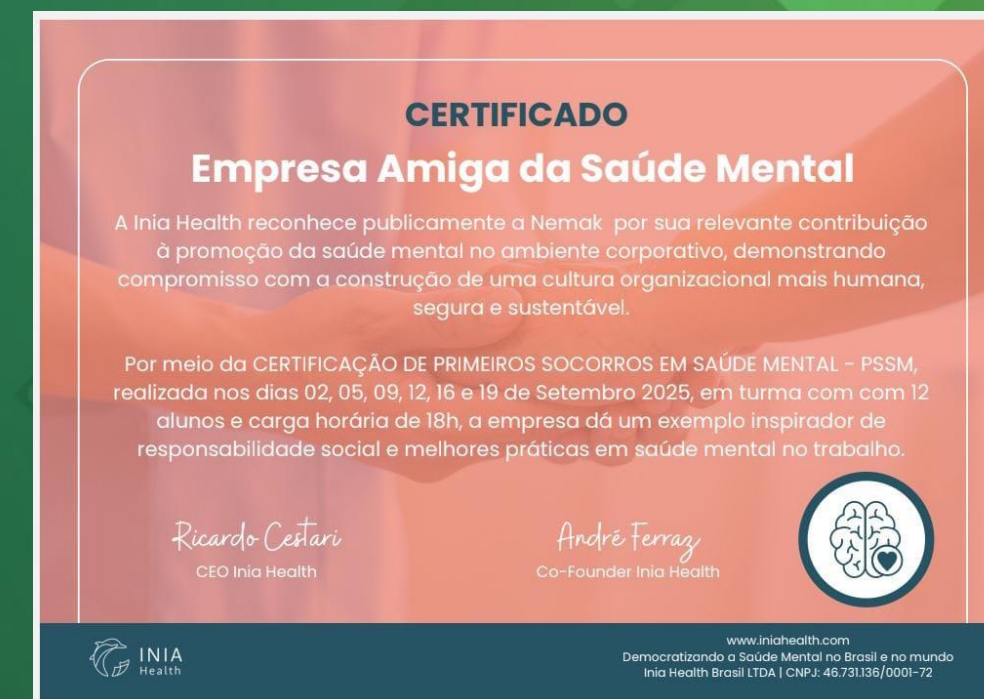 CERTIFICADO
Empresa Amiga da Saúde Mental
A Inia Health reconhece publicamente a Nemak por sua relevante contribuição
à promoção da saúde mental no ambiente corporativo, demonstrando
compromisso com a construção de uma cultura organizacional mais humana,
segura e sustentável.
Por meio da CERTIFICAÇÃO DE PRIMEIROS SOCORROS EM SAÚDE MENTAL - PSSM,
realizada nos dias 02, 05, 09, 12, 16 e 19 de Setembro 2025, em turma com com 12
alunos e carga horária de 18h, a empresa dá um exemplo inspirador de
responsabilidade social e melhores práticas em saúde mental no trabalho.
Ricardo Cestari
CEO Inia Health
André Ferraz
Co-Founder Inia Health
INIA
Health
www.iniahealth.com
Democratizando a Saúde Mental no Brasil e no mundo
Inia Health Brasil LTDA | CNPJ: 46.731.136/0001-72